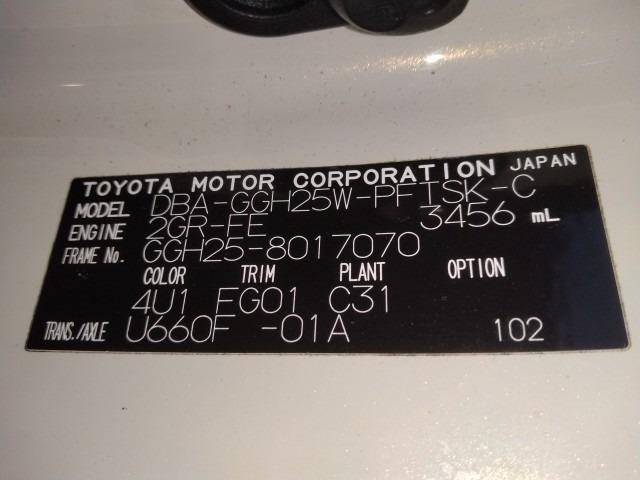 TOYOTA MOTOR CORPORATION JAPAN
MODEL DBA-GGH25W-PFTSK-C
ENGINE 2GR-FE 3456 mL
FRAME No. GGH25-8017070
COLOR TRIM PLANT OPTION
4U1 FG01 C31
TRANS./AXLE U660F -01A 102